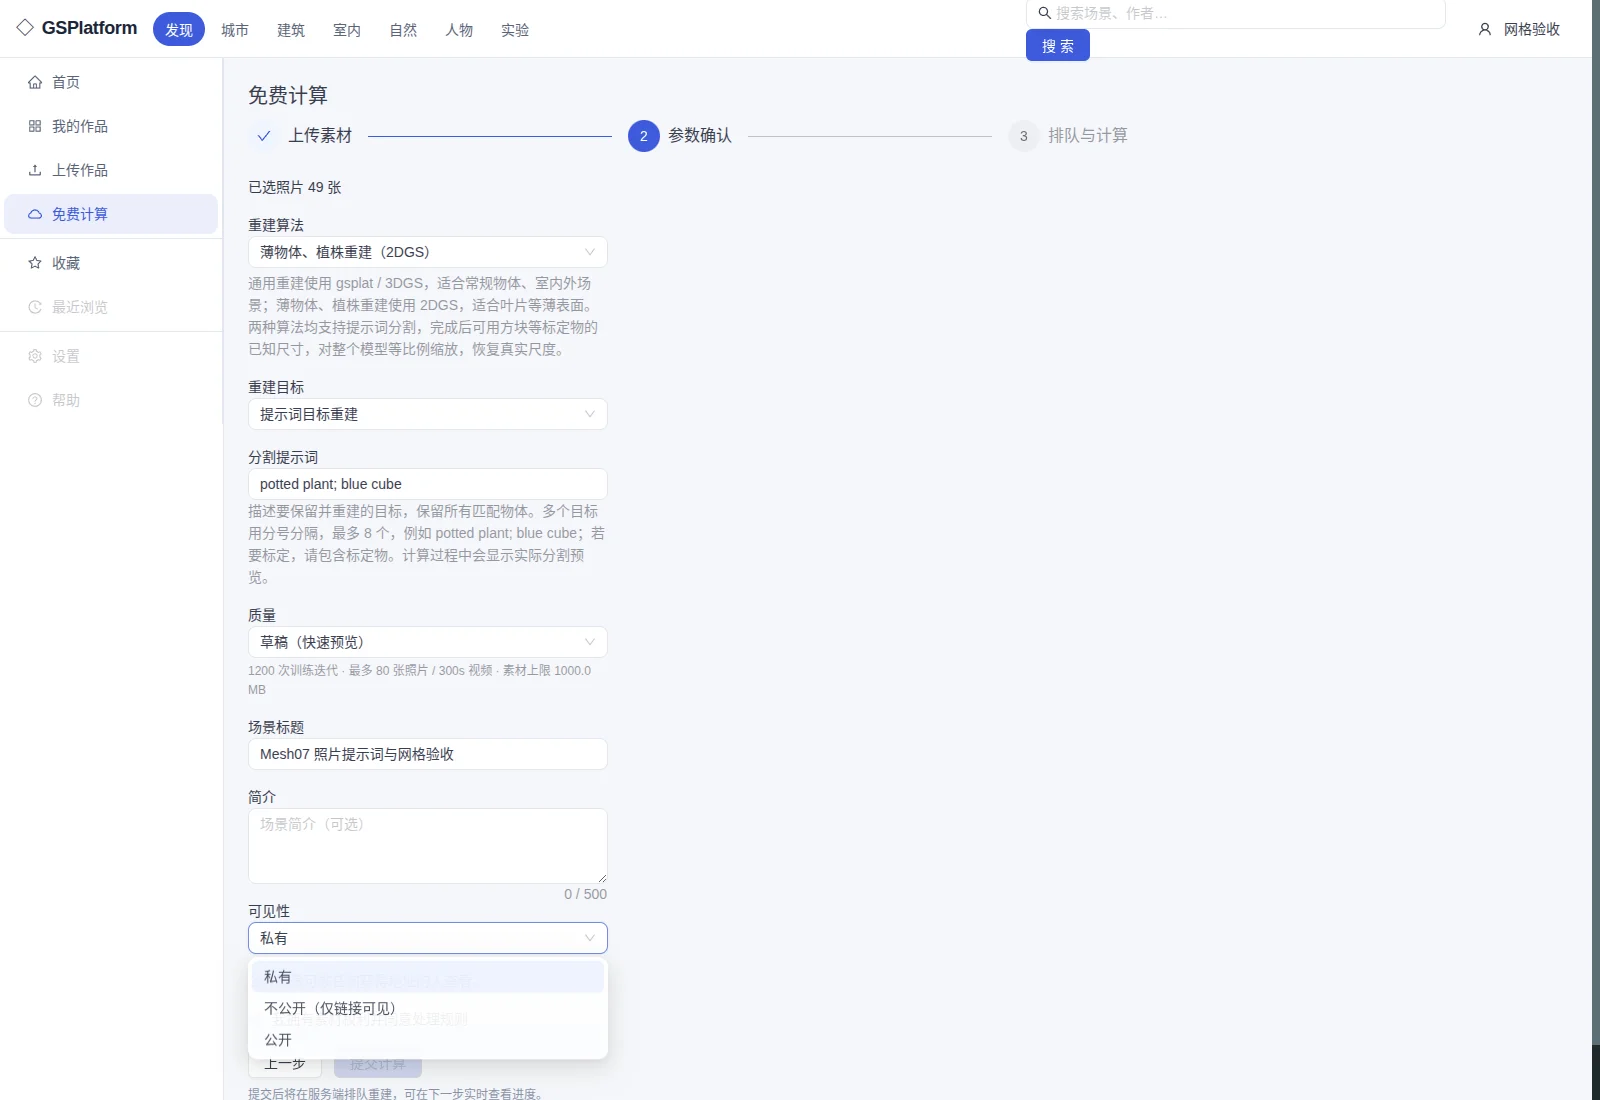 GSPlatform
发现
城市
建筑
室内
自然
人物
实验
搜索场景、作者…
搜 索
网格验收
首页
我的作品
上传作品
免费计算
收藏
最近浏览
设置
帮助
免费计算
上传素材
2
参数确认
3
排队与计算
已选照片 49 张
重建算法
薄物体、植株重建（2DGS）
通用重建使用 gsplat / 3DGS，适合常规物体、室内外场
景；薄物体、植株重建使用 2DGS，适合叶片等薄表面。
两种算法均支持提示词分割，完成后可用方块等标定物的
已知尺寸，对整个模型等比例缩放，恢复真实尺度。
重建目标
提示词目标重建
分割提示词
potted plant; blue cube
描述要保留并重建的目标，保留所有匹配物体。多个目标
用分号分隔，最多 8 个，例如 potted plant; blue cube；若
要标定，请包含标定物。计算过程中会显示实际分割预
览。
质量
草稿（快速预览）
1200 次训练迭代 · 最多 80 张照片 / 300s 视频 · 素材上限 1000.0
MB
场景标题
Mesh07 照片提示词与网格验收
简介
场景简介（可选）
0 / 500
可见性
私有
私有
不公开（仅链接可见）
公开
上一步
提交计算
提交后将在服务端排队重建，可在下一步实时查看进度。